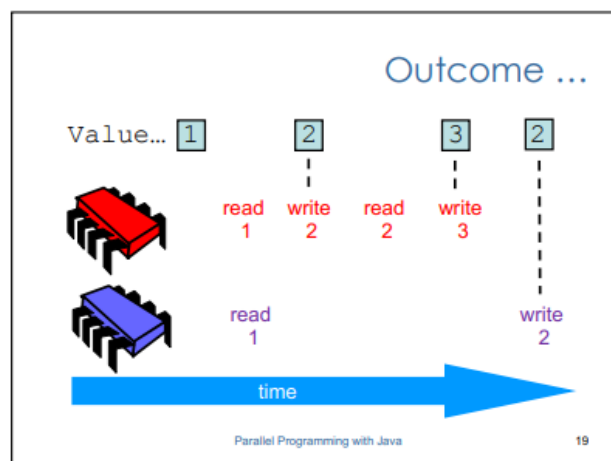 Outcome ...
Value... 1 2 3 2
read write read write
1 2 2 3
read write
1 2
time
Parallel Programming with Java 19